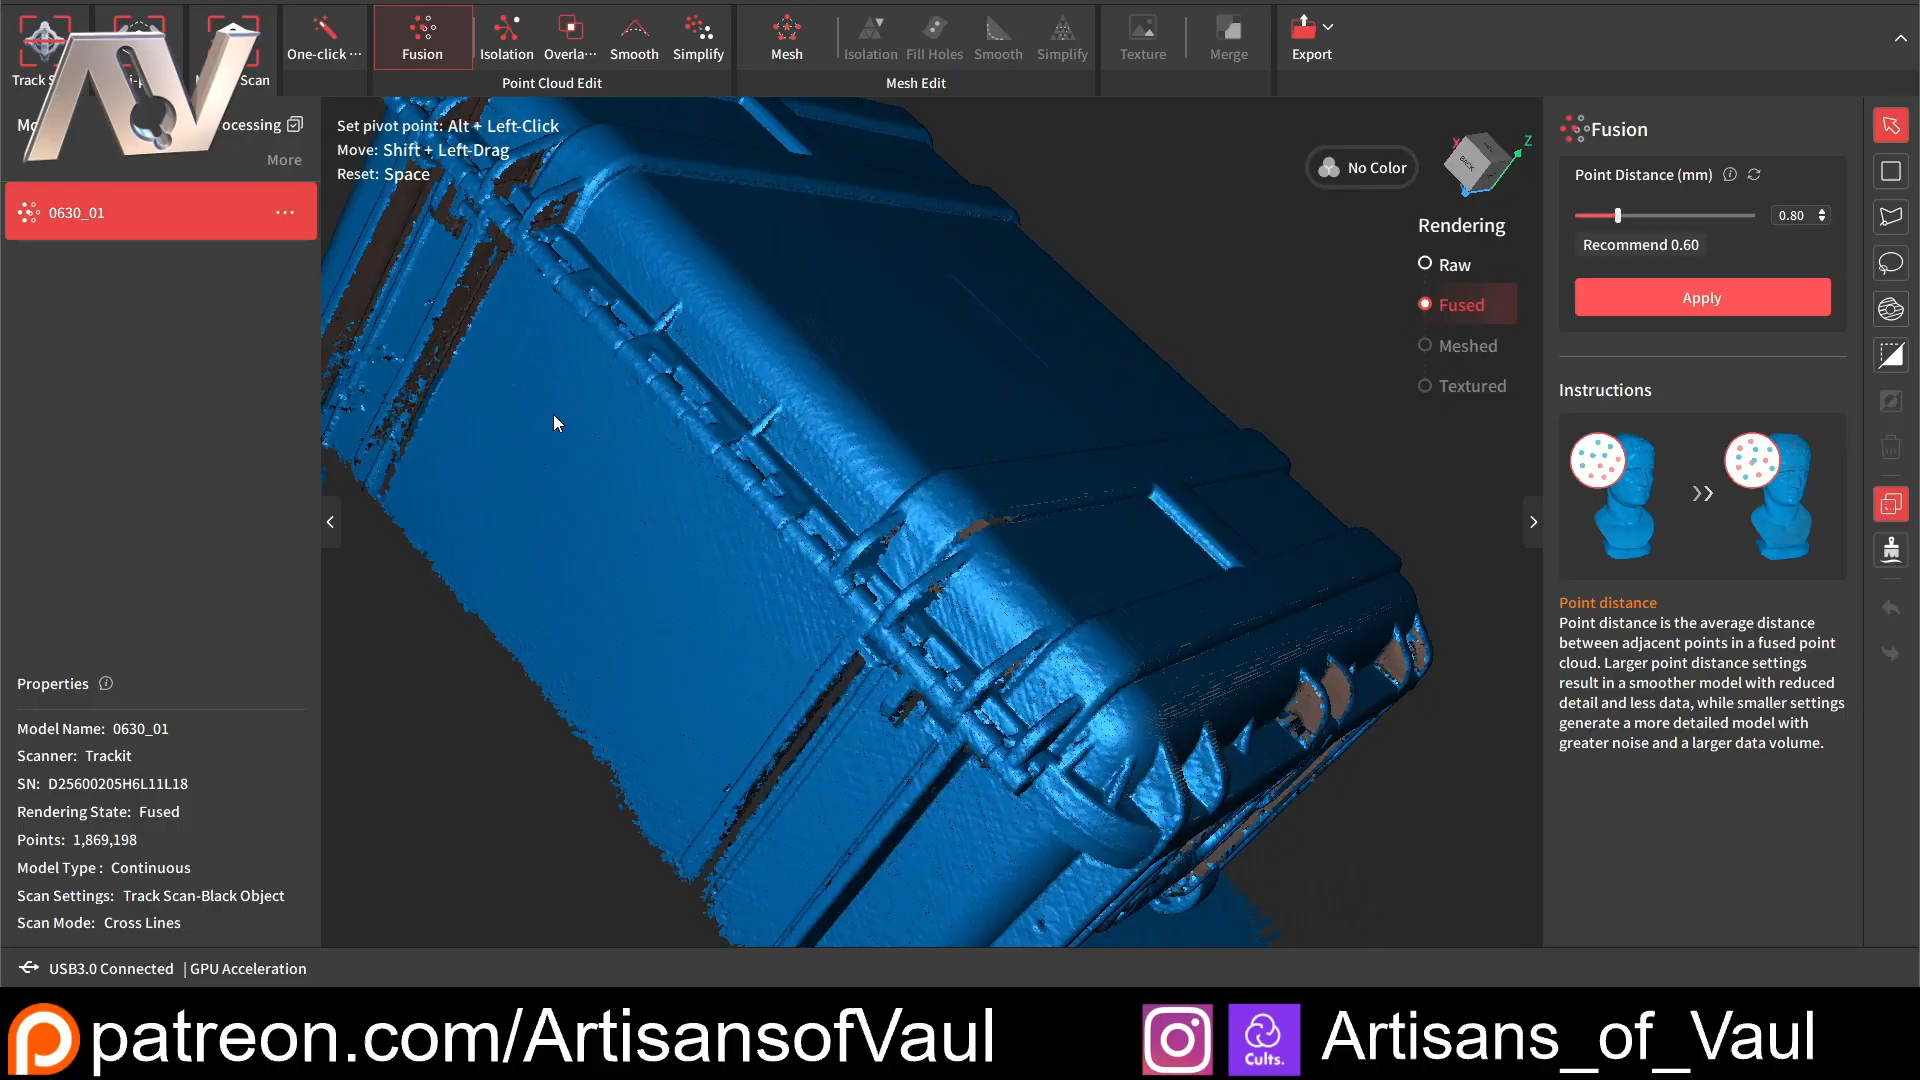 One-click ···
Fusion
Isolation
Overla···
Smooth
Simplify
Mesh
Isolation
Fill Holes
Smooth
Simplify
Texture
Merge
Export
Track
Scan
Point Cloud Edit
Mesh Edit
ocessing
More
0630_01
Set pivot point: Alt + Left-Click
Move: Shift + Left-Drag
Reset: Space
No Color
X
Z
BACK
Rendering
Raw
Fused
Meshed
Textured
Fusion
Point Distance (mm)
0.80
Recommend 0.60
Apply
Instructions
Point distance
Point distance is the average distance
between adjacent points in a fused point
cloud. Larger point distance settings
result in a smoother model with reduced
detail and less data, while smaller settings
generate a more detailed model with
greater noise and a larger data volume.
Properties
Model Name: 0630_01
Scanner: Trackit
SN: D25600205H6L11L18
Rendering State: Fused
Points: 1,869,198
Model Type : Continuous
Scan Settings: Track Scan-Black Object
Scan Mode: Cross Lines
USB3.0 Connected | GPU Acceleration
patreon.com/ArtisansofVaul
Cults.
Artisans_of_Vaul